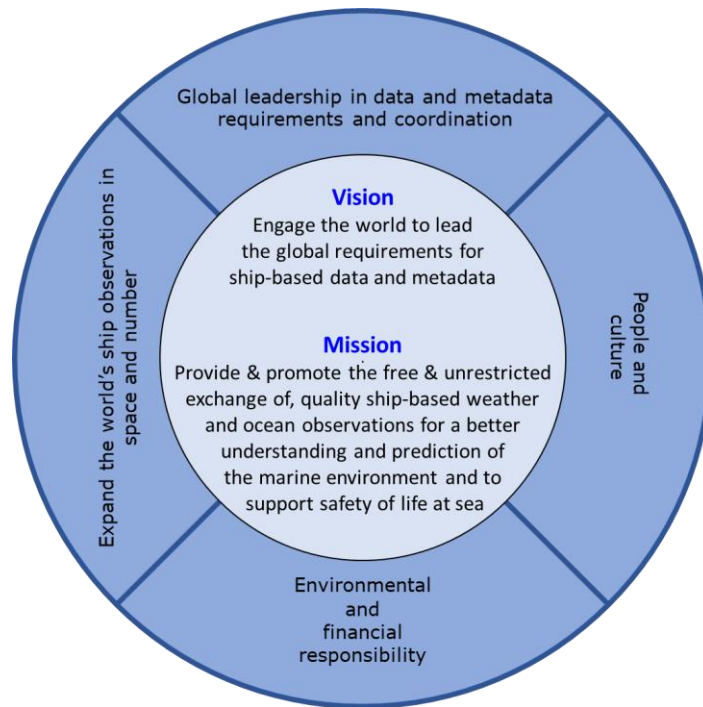 Global leadership in data and metadata
requirements and coordination
Expand the world's ship observations in
space and number
Vision
Engage the world to lead
the global requirements for
ship-based data and metadata
Mission
Provide & promote the free & unrestricted
exchange of, quality ship-based weather
and ocean observations for a better
understanding and prediction of
the marine environment and to
support safety of life at sea
People and
culture
Environmental
and
financial
responsibility